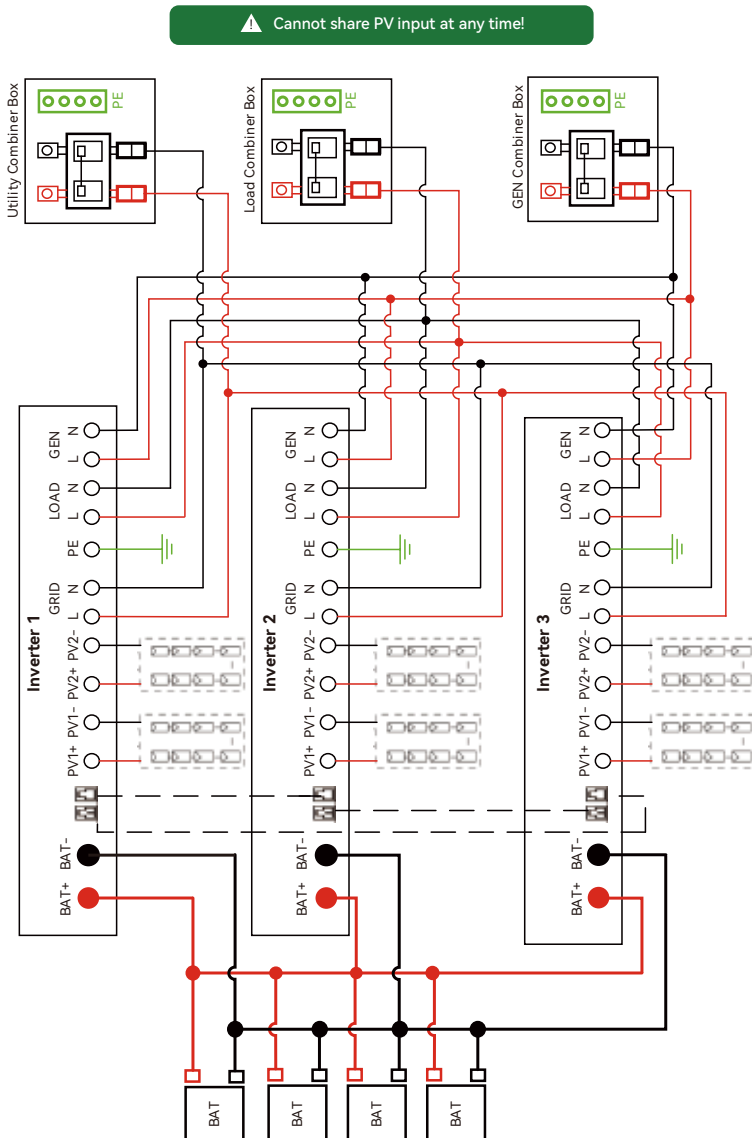 Cannot share PV input at any time!
Utility Combiner Box
PE
Load Combiner Box
PE
GEN Combiner Box
PE
Inverter 1
GEN
N
L
LOAD
N
L
PE
GRID
N
L
PV2-
PV2+
PV1-
PV1+
BAT-
BAT+
Inverter 2
GEN
N
L
LOAD
N
L
PE
GRID
N
L
PV2-
PV2+
PV1-
PV1+
BAT-
BAT+
Inverter 3
GEN
N
L
LOAD
N
L
PE
GRID
N
L
PV2-
PV2+
PV1-
PV1+
BAT-
BAT+
BAT
BAT
BAT
BAT